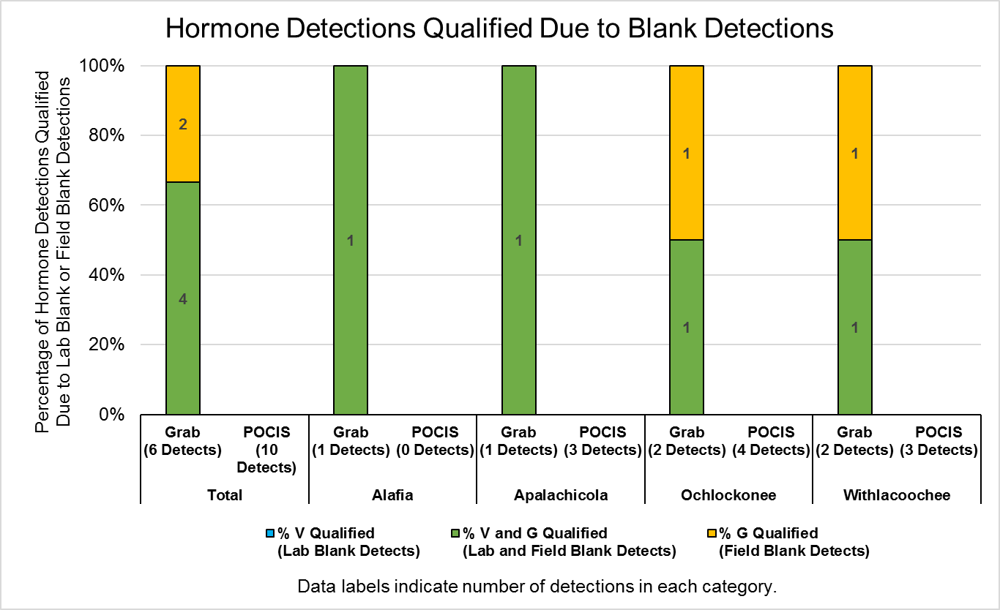 Hormone Detections Qualified Due to Blank Detections
Percentage of Hormone Detections Qualified
Due to Lab Blank or Field Blank Detections
100%
80%
60%
40%
20%
0%
2
4
1
1
1
1
1
1
Grab
(6 Detects)
POCIS
(10
Detects)
Grab
(1 Detects)
POCIS
(0 Detects)
Grab
(1 Detects)
POCIS
(3 Detects)
Grab
(2 Detects)
POCIS
(4 Detects)
Grab
(2 Detects)
POCIS
(3 Detects)
Total
Alafia
Apalachicola
Ochlockonee
Withlacoochee
% V Qualified
(Lab Blank Detects)
% V and G Qualified
(Lab and Field Blank Detects)
% G Qualified
(Field Blank Detects)
Data labels indicate number of detections in each category.